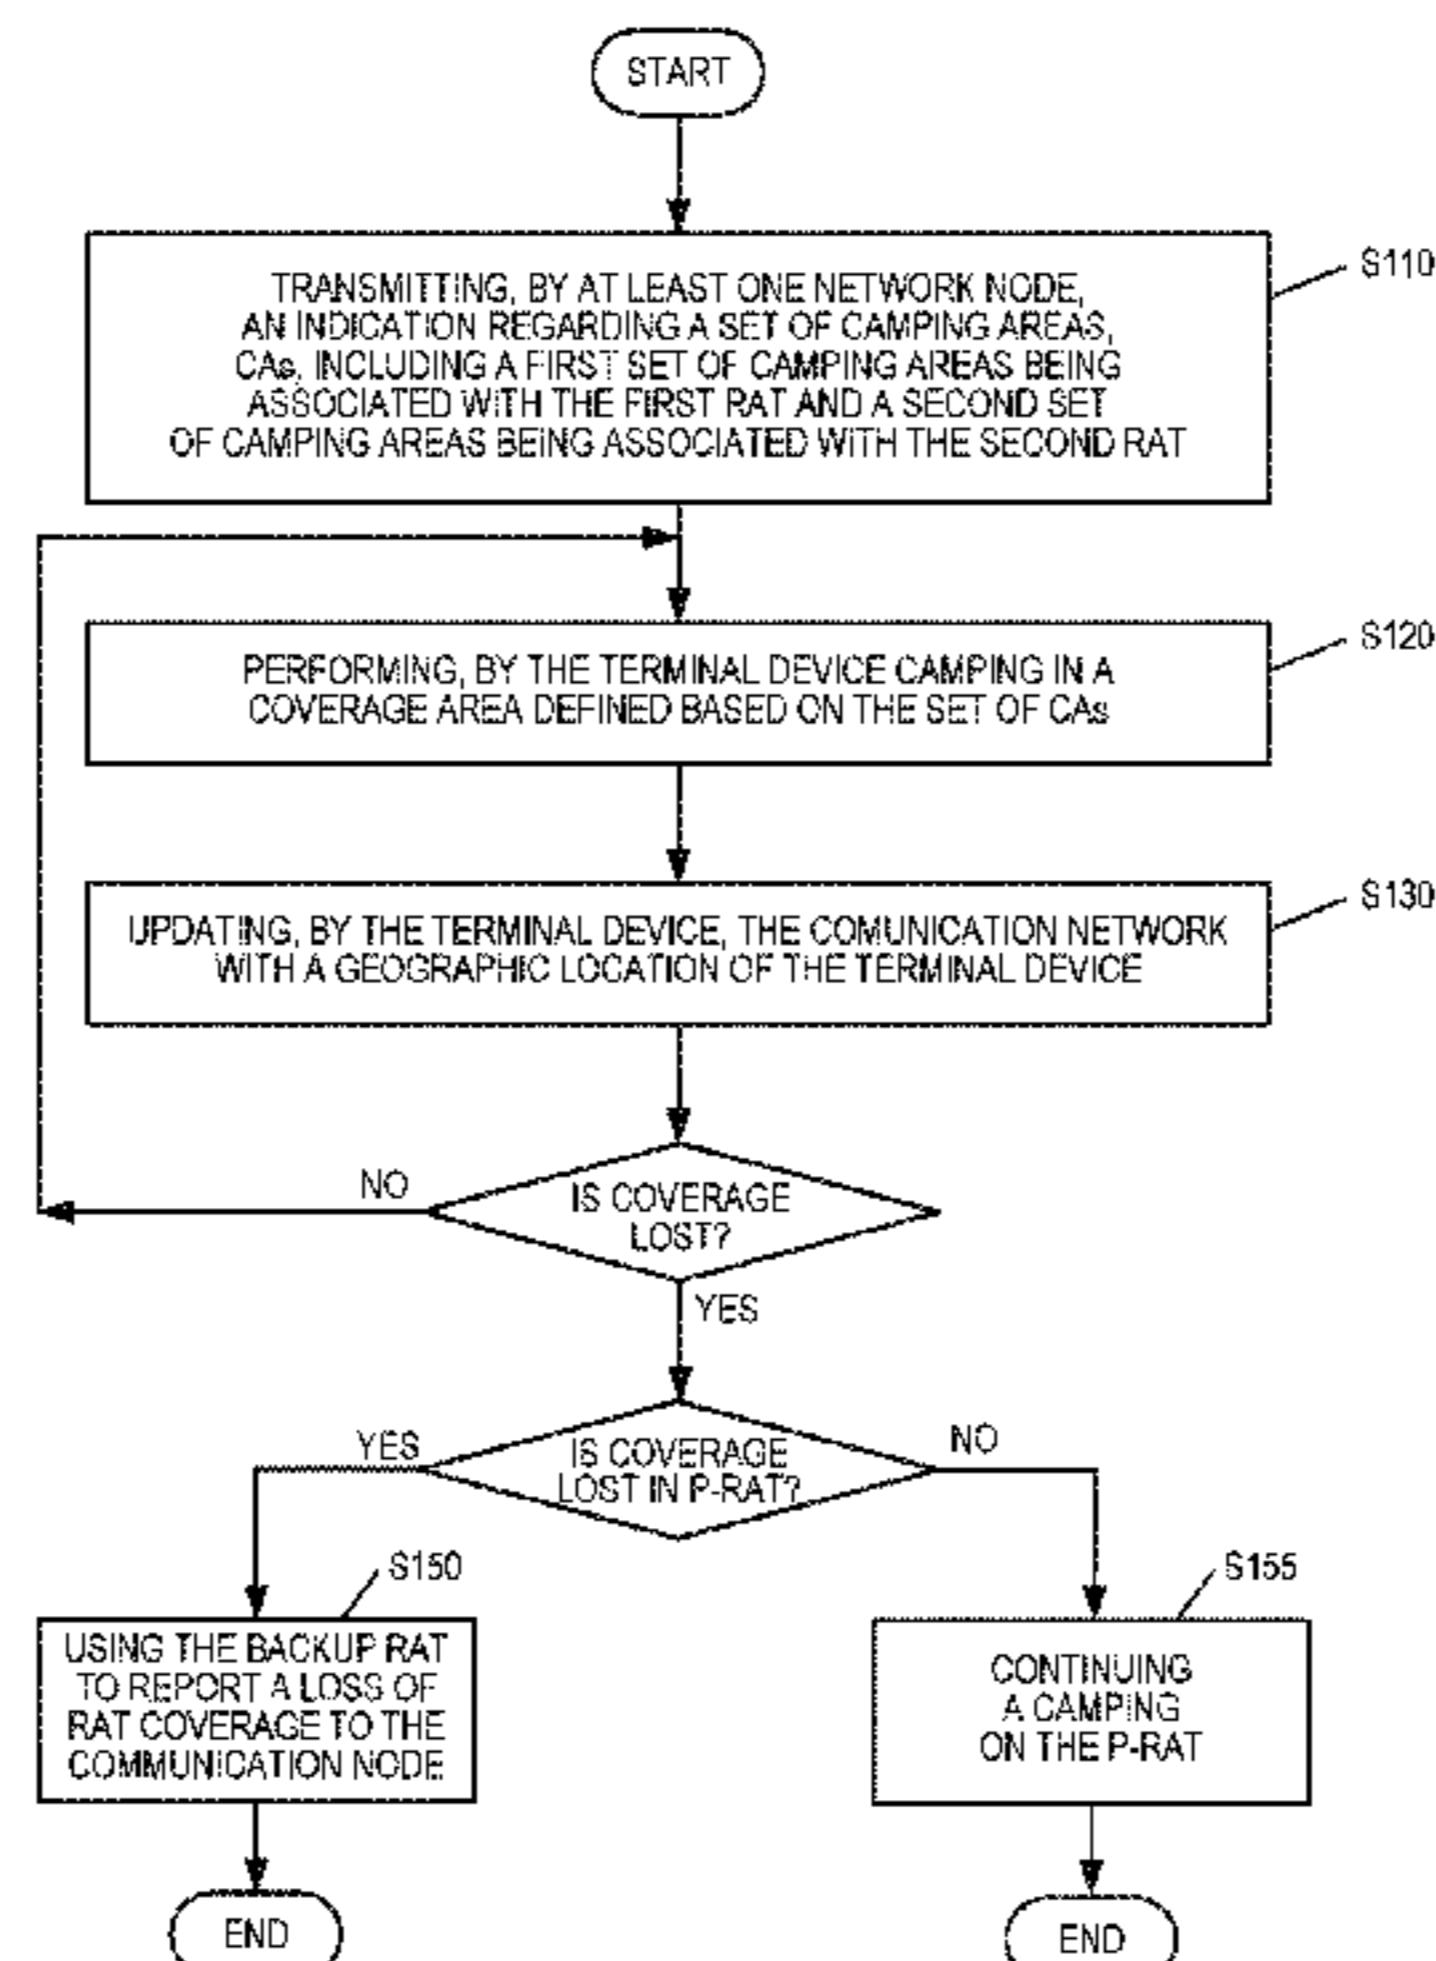 START
TRANSMITTING, BY AT LEAST ONE NETWORK NODE,
AN INDICATION REGARDING A SET OF CAMPING AREAS,
CAs, INCLUDING A FIRST SET OF CAMPING AREAS BEING
ASSOCIATED WITH THE FIRST RAT AND A SECOND SET
OF CAMPING AREAS BEING ASSOCIATED WITH THE SECOND RAT
S110
PERFORMING, BY THE TERMINAL DEVICE CAMPING IN A
COVERAGE AREA DEFINED BASED ON THE SET OF CAs
S120
UPDATING, BY THE TERMINAL DEVICE, THE COMUNICATION NETWORK
WITH A GEOGRAPHIC LOCATION OF THE TERMINAL DEVICE
S130
IS COVERAGE
LOST?
NO
YES
IS COVERAGE
LOST IN P-RAT?
YES
NO
S150
USING THE BACKUP RAT
TO REPORT A LOSS OF
RAT COVERAGE TO THE
COMMUNICATION NODE
S155
CONTINUING
A CAMPING
ON THE P-RAT
END
END